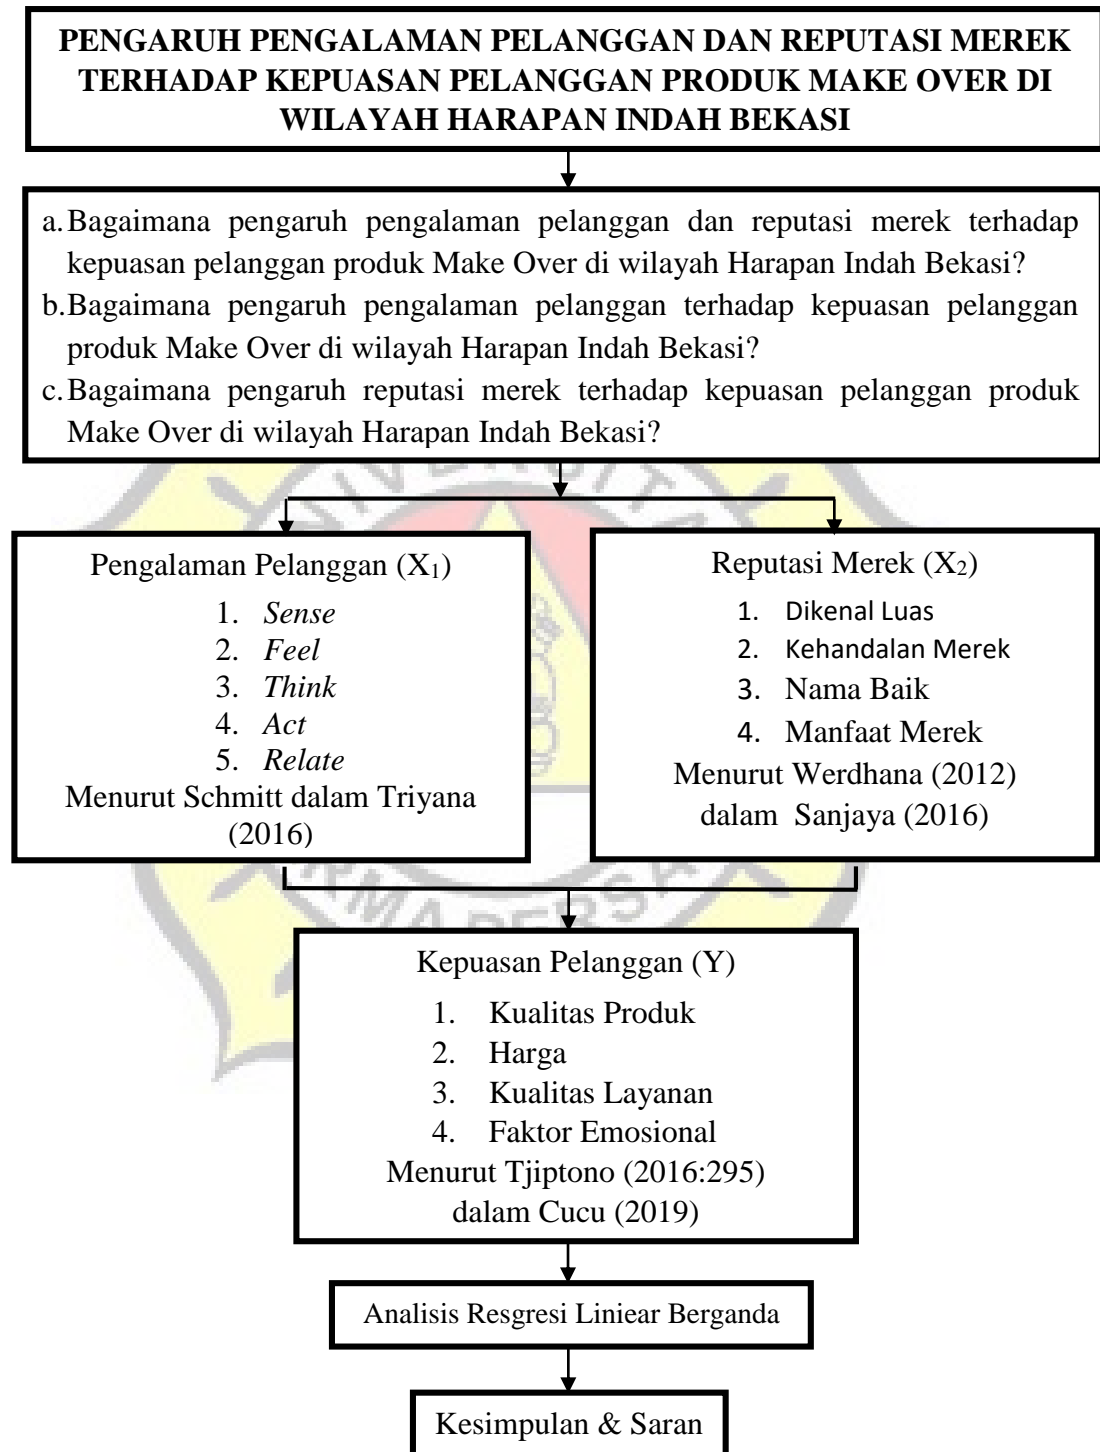 PENGARUH PENGALAMAN PELANGGAN DAN REPUTASI MEREK
TERHADAP KEPUASAN PELANGGAN PRODUK MAKE OVER DI
WILAYAH HARAPAN INDAH BEKASI
a. Bagaimana pengaruh pengalaman pelanggan dan reputasi merek terhadap
kepuasan pelanggan produk Make Over di wilayah Harapan Indah Bekasi?
b. Bagaimana pengaruh pengalaman pelanggan terhadap kepuasan pelanggan
produk Make Over di wilayah Harapan Indah Bekasi?
c. Bagaimana pengaruh reputasi merek terhadap kepuasan pelanggan produk
Make Over di wilayah Harapan Indah Bekasi?
Pengalaman Pelanggan (X₁)
1. Sense
2. Feel
3. Think
4. Act
5. Relate
Menurut Schmitt dalam Triyana
(2016)
Reputasi Merek (X₂)
1. Dikenal Luas
2. Kehandalan Merek
3. Nama Baik
4. Manfaat Merek
Menurut Werdhana (2012)
dalam Sanjaya (2016)
Kepuasan Pelanggan (Y)
1. Kualitas Produk
2. Harga
3. Kualitas Layanan
4. Faktor Emosional
Menurut Tjiptono (2016:295)
dalam Cucu (2019)
Analisis Resgresi Liniear Berganda
Kesimpulan & Saran